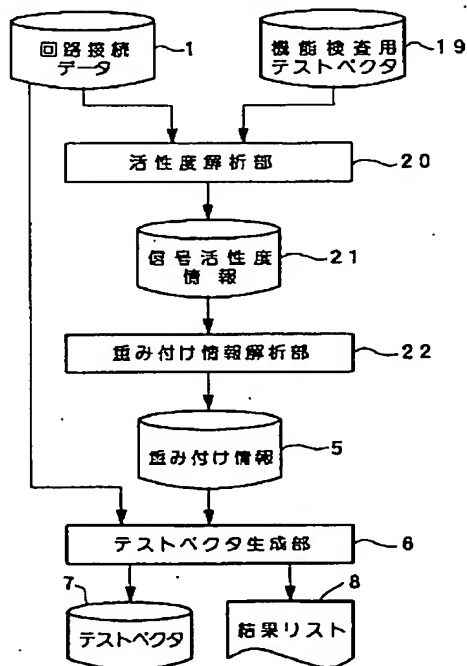 回路接続
データ
1
機能検査用
テストベクタ
19
活性度解析部
20
信号活性度
情報
21
重み付け情報解析部
22
重み付け情報
5
テストベクタ生成部
6
7
テストベクタ
8
結果リスト